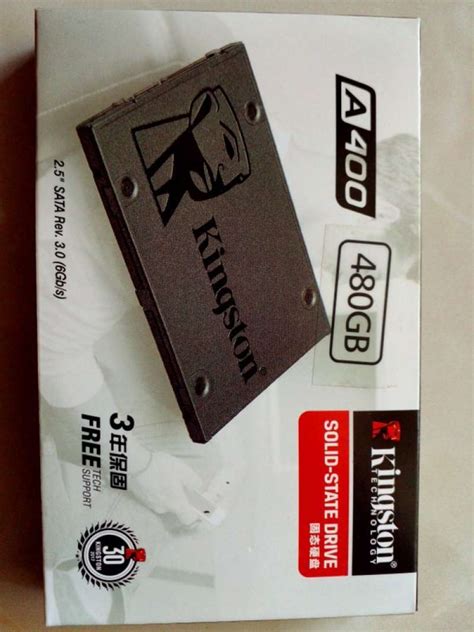 Kingston
TECHNOLOGY
SOLID-STATE DRIVE
固态硬盘
A400
480GB
Kingston
2.5" SATA Rev. 3.0 (6Gb/s)
3年保固
FREE TECH SUPPORT
30
KINGSTON